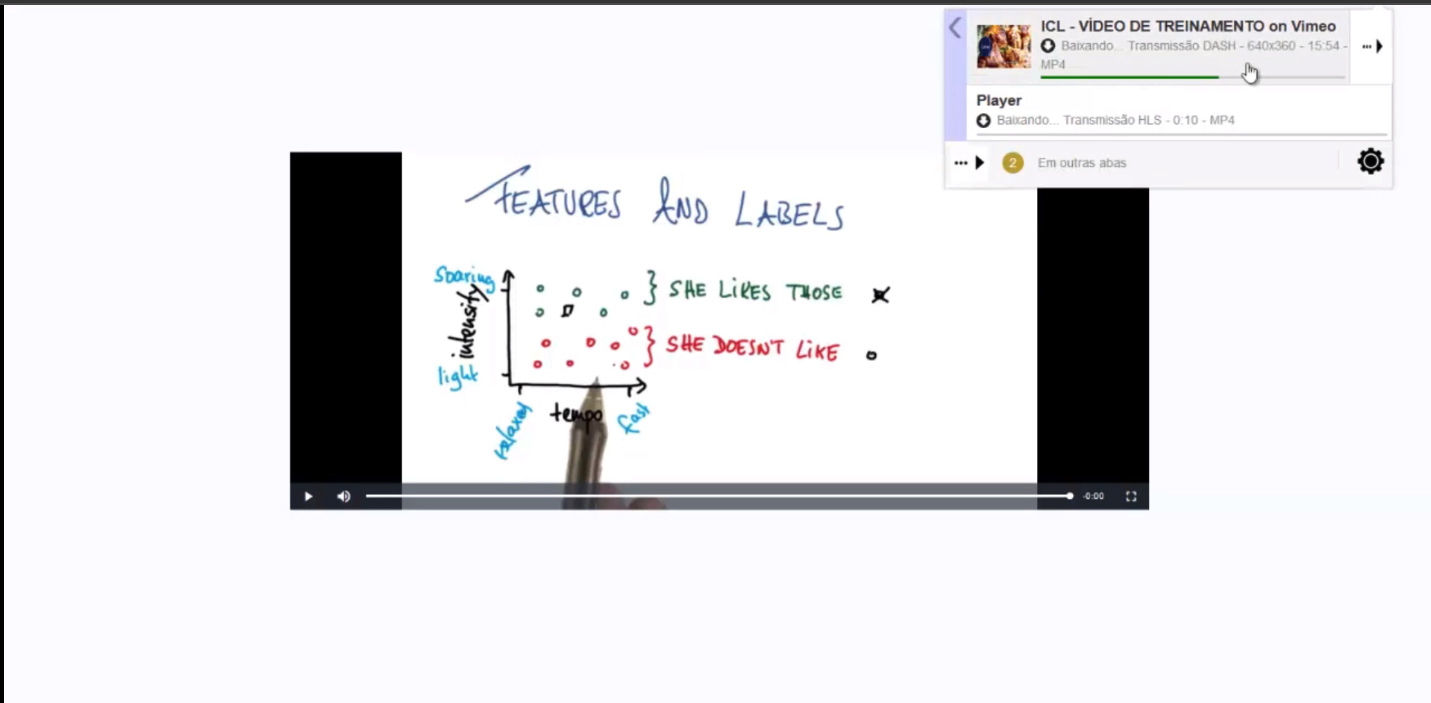 ICL - VÍDEO DE TREINAMENTO on Vimeo
Baixando... Transmissão DASH - 640x360 - 15:54 -
MP4
Player
Baixando... Transmissão HLS - 0:10 - MP4
2 Em outras abas
FEATURES AND LABELS
Soaring
intensity
light
SHE LIKES THOSE
SHE DOESN'T LIKE
relaxed
tempo
fast
-0:00